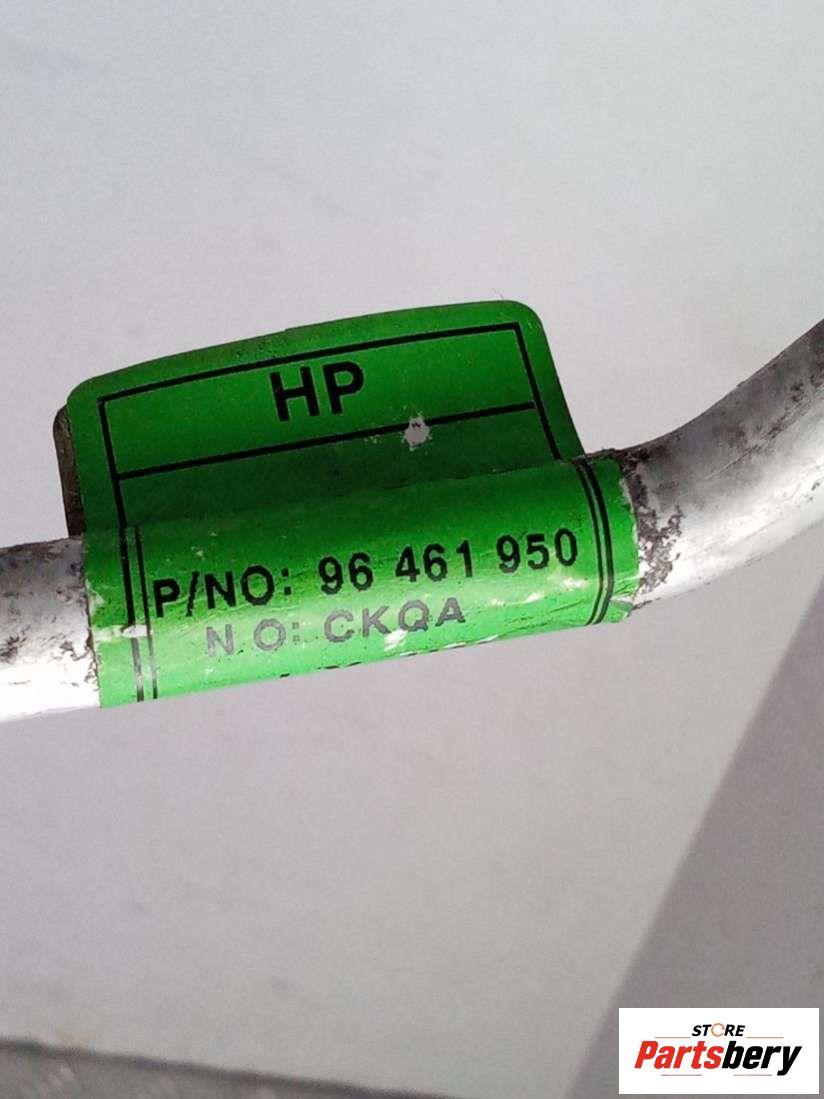 HP
P/NO: 96 461 950
N O: CKQA
STORE
Partsbery